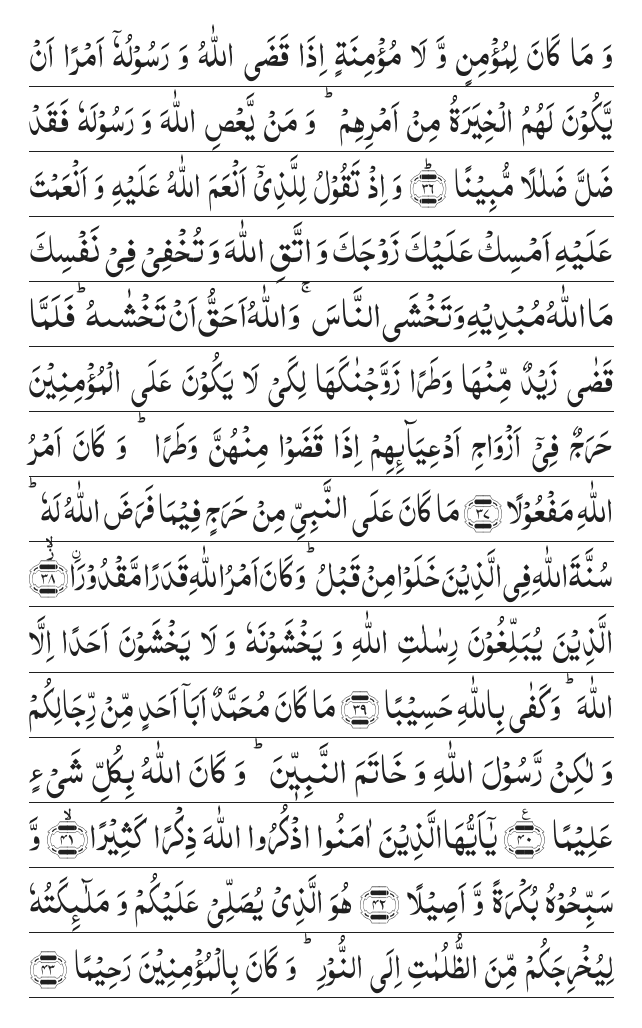 وَ مَا كَانَ لِمُؤْمِنٍ وَّ لَا مُؤْمِنَةٍ اِذَا قَضَى اللّٰهُ وَ رَسُوْلُهٗۤ اَمْرًا اَنْ
یَّكُوْنَ لَهُمُ الْخِیَرَةُ مِنْ اَمْرِهِمْ ؕ وَ مَنْ یَّعْصِ اللّٰهَ وَ رَسُوْلَهٗ فَقَدْ
ضَلَّ ضَلٰلًا مُّبِیْنًا ؕ﴿۳۶﴾ وَ اِذْ تَقُوْلُ لِلَّذِیْۤ اَنْعَمَ اللّٰهُ عَلَیْهِ وَ اَنْعَمْتَ
عَلَیْهِ اَمْسِكْ عَلَیْكَ زَوْجَكَ وَ اتَّقِ اللّٰهَ وَ تُخْفِیْ فِیْ نَفْسِكَ
مَا اللّٰهُ مُبْدِیْهِ وَ تَخْشَى النَّاسَ ۚ وَ اللّٰهُ اَحَقُّ اَنْ تَخْشٰىهُ ؕ فَلَمَّا
قَضٰى زَیْدٌ مِّنْهَا وَطَرًا زَوَّجْنٰكَهَا لِكَیْ لَا یَكُوْنَ عَلَى الْمُؤْمِنِیْنَ
حَرَجٌ فِیْۤ اَزْوَاجِ اَدْعِیَآىِٕهِمْ اِذَا قَضَوْا مِنْهُنَّ وَطَرًا ؕ وَ كَانَ اَمْرُ
اللّٰهِ مَفْعُوْلًا ﴿۳۷﴾ مَا كَانَ عَلَى النَّبِیِّ مِنْ حَرَجٍ فِیْمَا فَرَضَ اللّٰهُ لَهٗ ؕ
سُنَّةَ اللّٰهِ فِی الَّذِیْنَ خَلَوْا مِنْ قَبْلُ ؕ وَ كَانَ اَمْرُ اللّٰهِ قَدَرًا مَّقْدُوْرَا ۙ﴿۳۸﴾
الَّذِیْنَ یُبَلِّغُوْنَ رِسٰلٰتِ اللّٰهِ وَ یَخْشَوْنَهٗ وَ لَا یَخْشَوْنَ اَحَدًا اِلَّا
اللّٰهَ ؕ وَ كَفٰى بِاللّٰهِ حَسِیْبًا ﴿۳۹﴾ مَا كَانَ مُحَمَّدٌ اَبَاۤ اَحَدٍ مِّنْ رِّجَالِكُمْ
وَ لٰكِنْ رَّسُوْلَ اللّٰهِ وَ خَاتَمَ النَّبِیّٖنَ ؕ وَ كَانَ اللّٰهُ بِكُلِّ شَیْءٍ
عَلِیْمًا ﴿۴۰﴾ یٰۤاَیُّهَا الَّذِیْنَ اٰمَنُوا اذْكُرُوا اللّٰهَ ذِكْرًا كَثِیْرًا ۙ﴿۴۱﴾ وَّ
سَبِّحُوْهُ بُكْرَةً وَّ اَصِیْلًا ﴿۴۲﴾ هُوَ الَّذِیْ یُصَلِّیْ عَلَیْكُمْ وَ مَلٰٓىِٕكَتُهٗ
لِیُخْرِجَكُمْ مِّنَ الظُّلُمٰتِ اِلَى النُّوْرِ ؕ وَ كَانَ بِالْمُؤْمِنِیْنَ رَحِیْمًا ﴿۴۳﴾